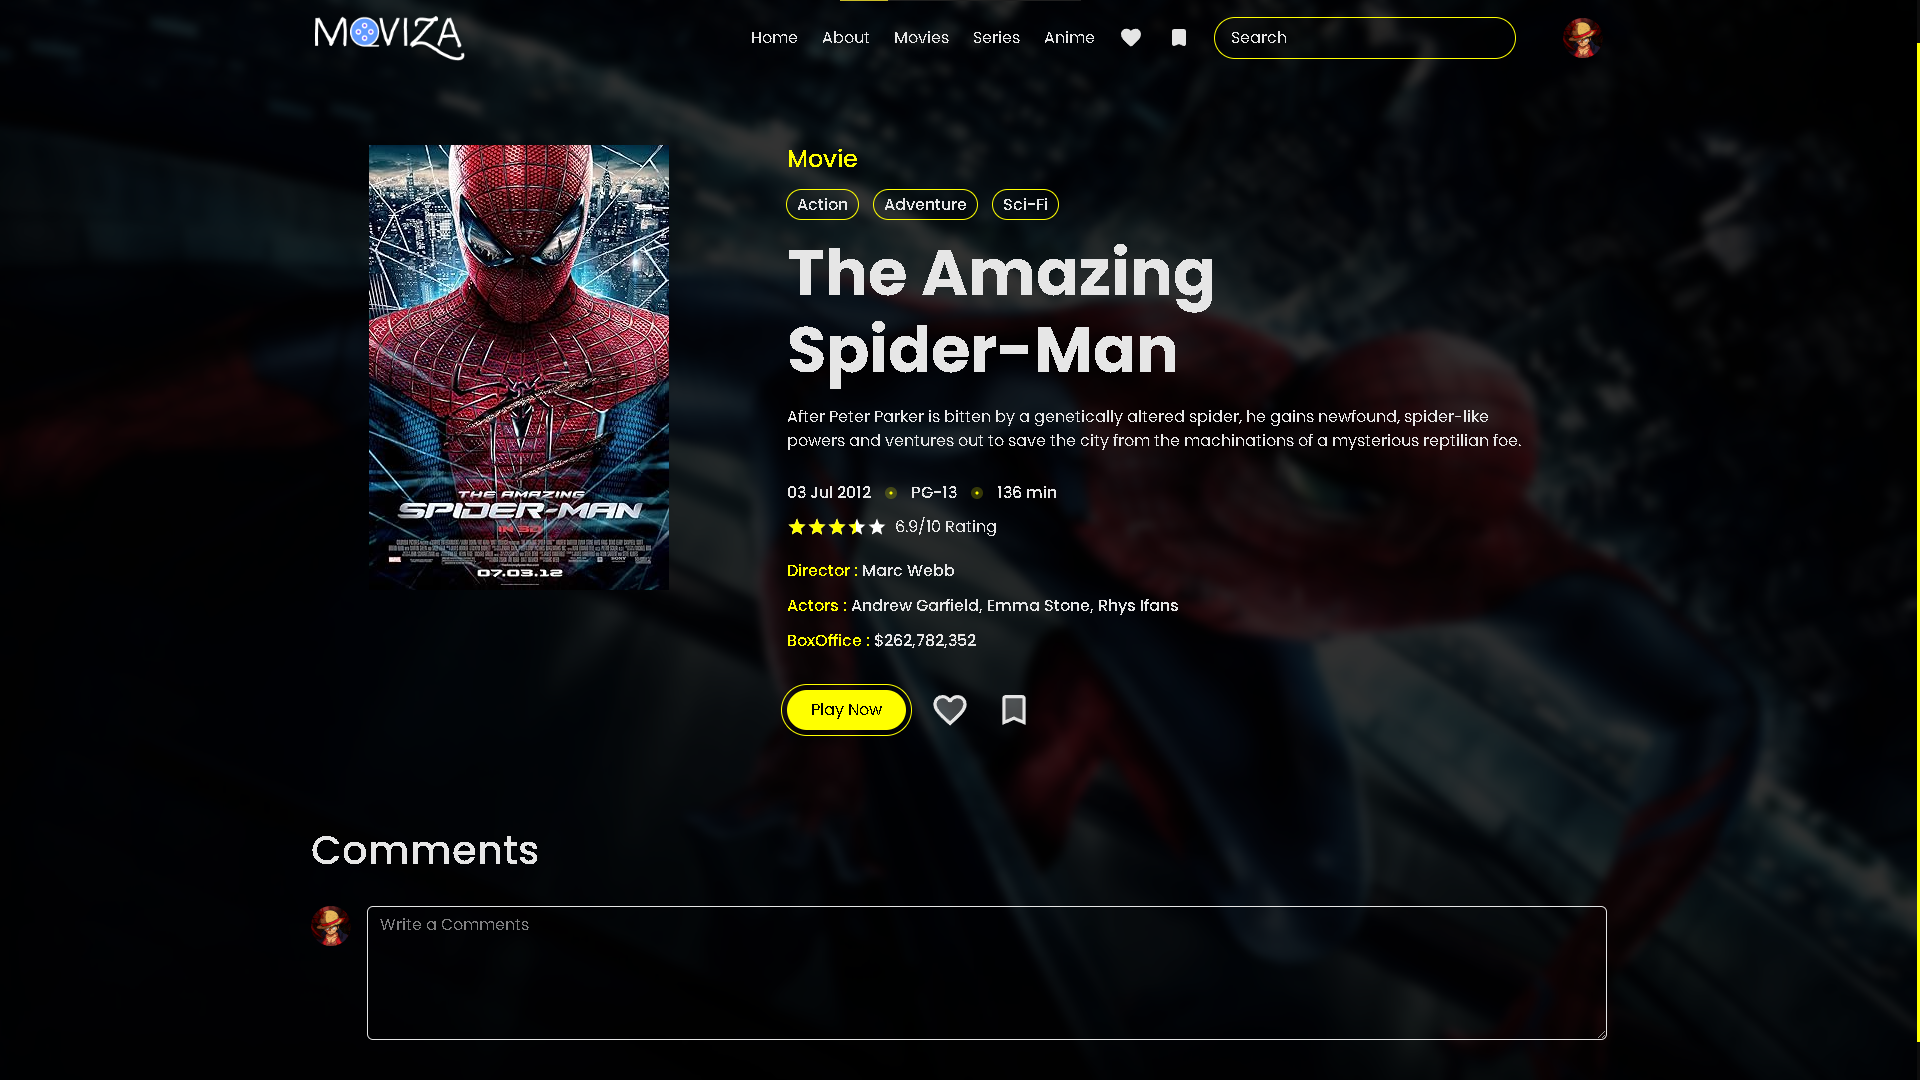 MOVIZA
Home About Movies Series Anime Search
THE AMAZING
SPIDER-MAN
IN 3D
07.03.12
Movie
Action Adventure Sci-Fi
The Amazing
Spider-Man
After Peter Parker is bitten by a genetically altered spider, he gains newfound, spider-like
powers and ventures out to save the city from the machinations of a mysterious reptilian foe.
03 Jul 2012 PG-13 136 min
6.9/10 Rating
Director : Marc Webb
Actors : Andrew Garfield, Emma Stone, Rhys Ifans
BoxOffice : $262,782,352
Play Now
Comments
Write a Comments